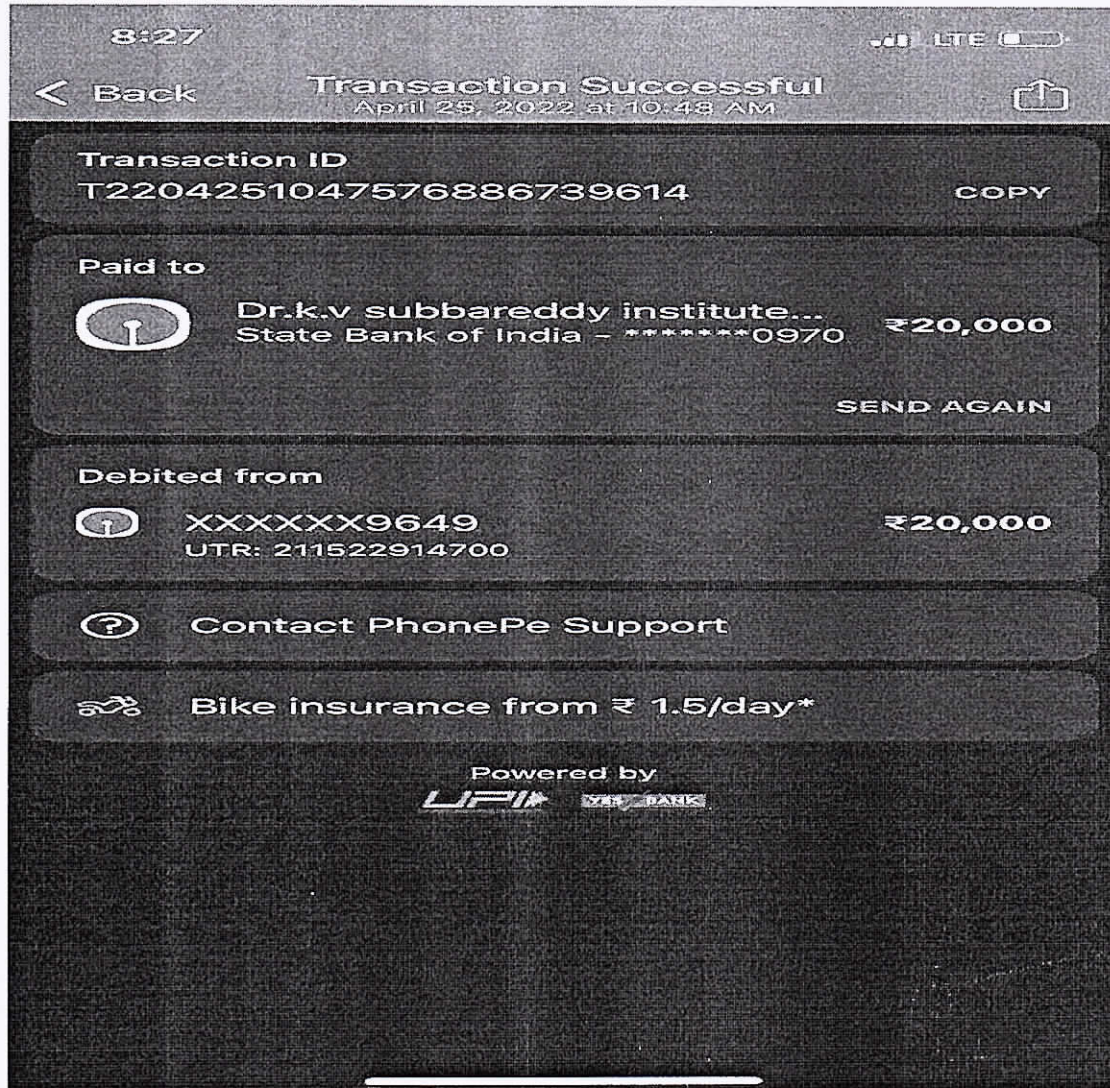 8:27 LTE
< Back Transaction Successful
April 25, 2022 at 10:48 AM
Transaction ID
T2204251047576886739614 COPY
Paid to
Dr.k.v subbareddy institute...
State Bank of India - *******0970 ₹20,000
SEND AGAIN
Debited from
XXXXXX9649 ₹20,000
UTR: 211522914700
Contact PhonePe Support
Bike insurance from ₹ 1.5/day*
Powered by
UPI YES BANK